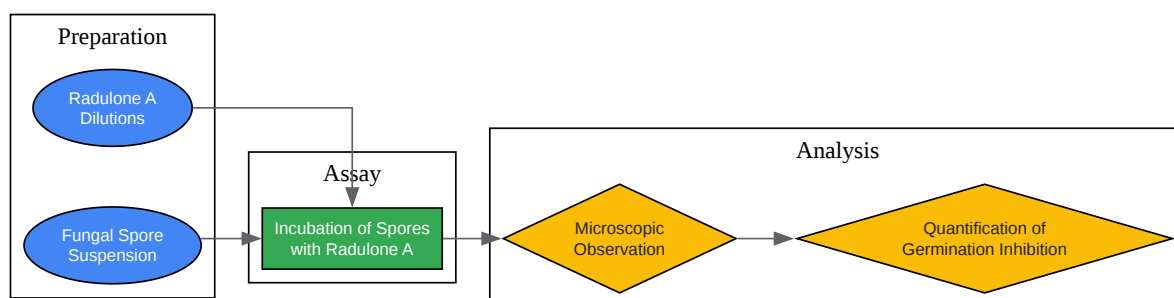 Preparation
Radulone A
Dilutions
Fungal Spore
Suspension
Assay
Incubation of Spores
with Radulone A
Analysis
Microscopic
Observation
Quantification of
Germination Inhibition